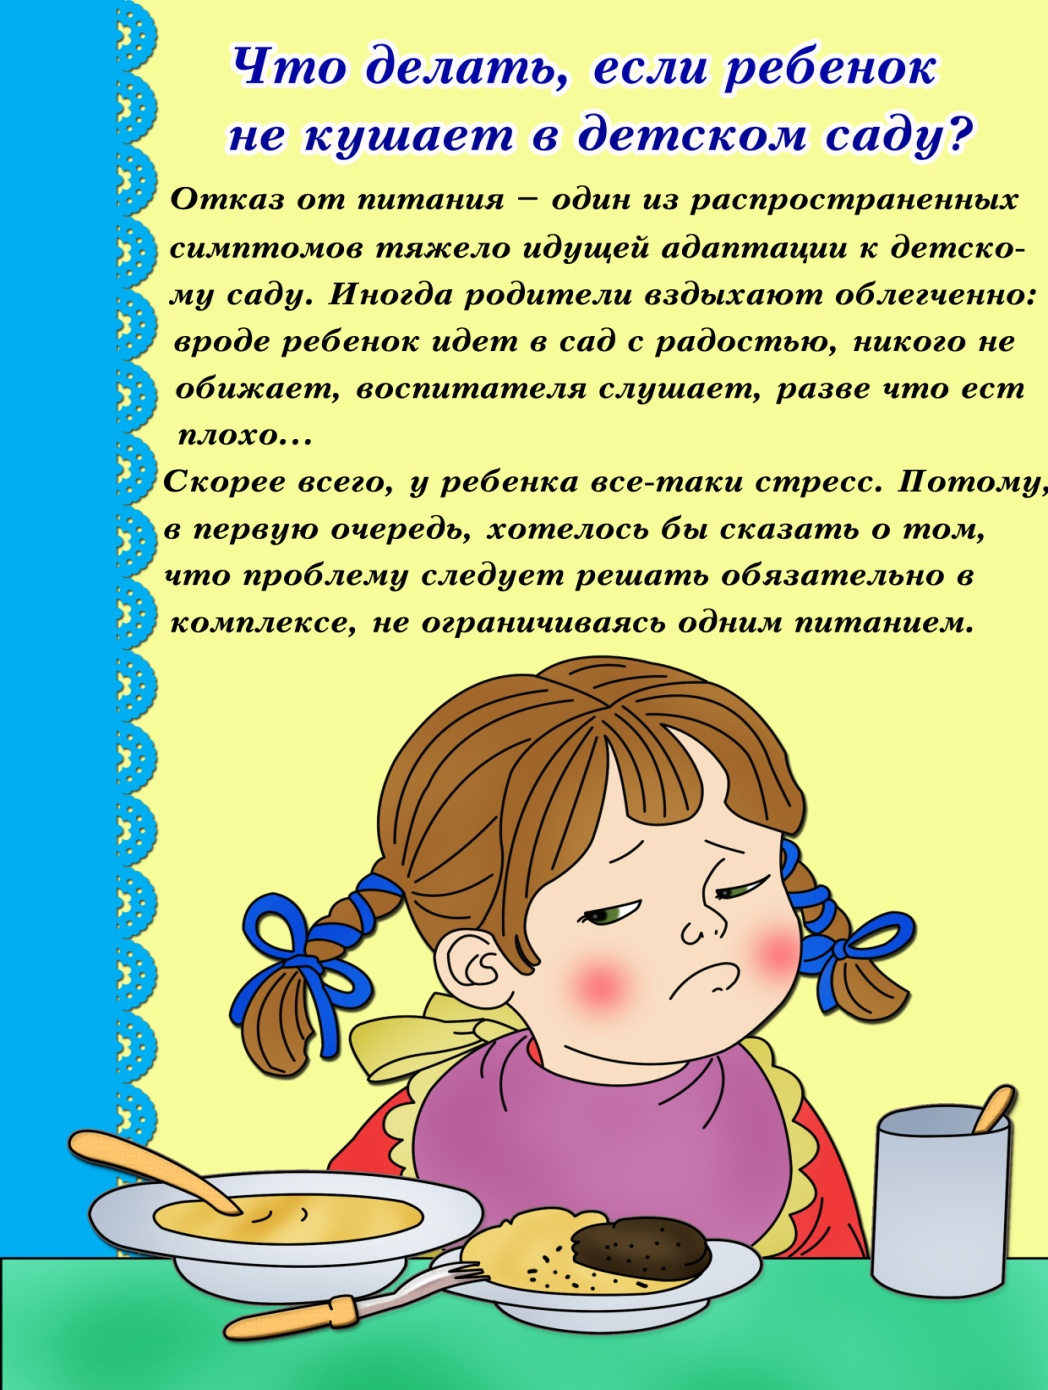 Что делать, если ребенок
не кушает в детском саду?
Отказ от питания – один из распространенных
симптомов тяжело идущей адаптации к детско-
му саду. Иногда родители вздыхают облегченно:
вроде ребенок идет в сад с радостью, никого не
обижает, воспитателя слушает, разве что ест
плохо...
Скорее всего, у ребенка все-таки стресс. Потому,
в первую очередь, хотелось бы сказать о том,
что проблему следует решать обязательно в
комплексе, не ограничиваясь одним питанием.